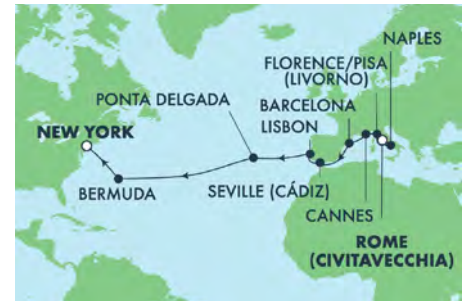 NAPLES
FLORENCE/PISA
(LIVORNO)
PONTA DELGADA
BARCELONA
NEW YORK
LISBON
BERMUDA
SEVILLE (CÁDIZ)
CANNES
ROME
(CIVITAVECCHIA)